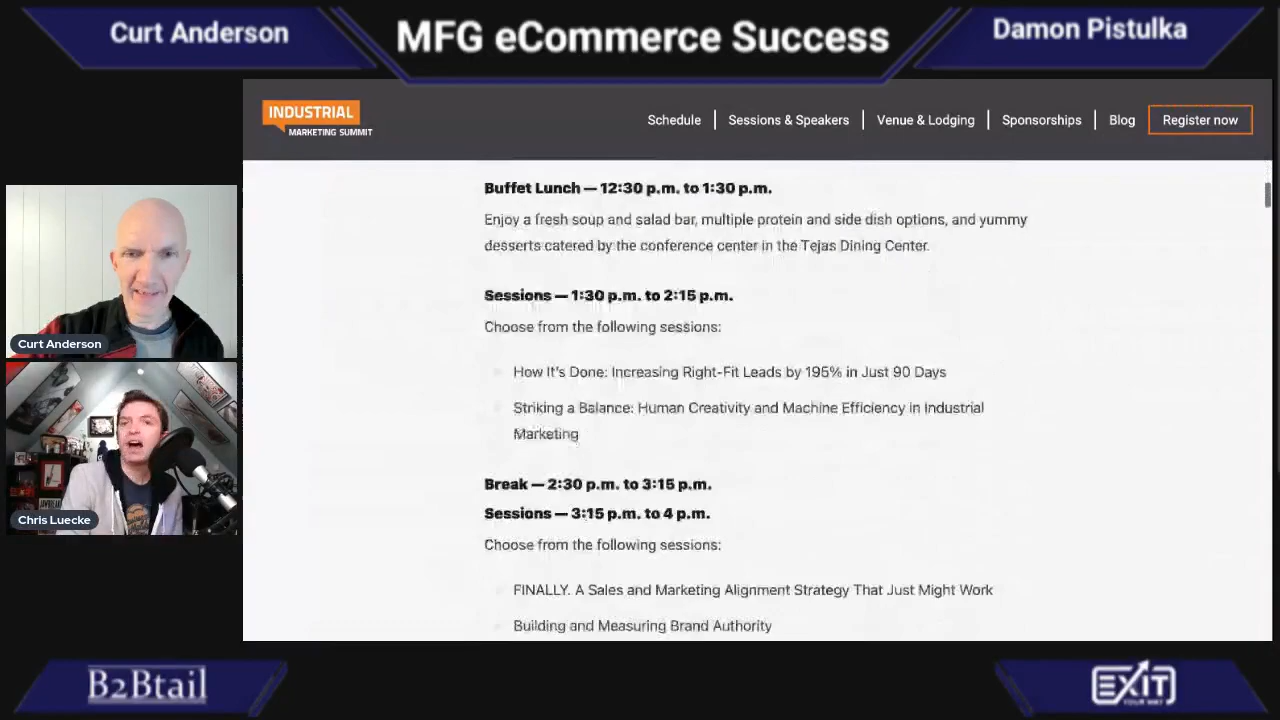 Curt Anderson
MFG eCommerce Success
Damon Pistulka
INDUSTRIAL
MARKETING SUMMIT
Schedule
Sessions & Speakers
Venue & Lodging
Sponsorships
Blog
Register now
Buffet Lunch — 12:30 p.m. to 1:30 p.m.
Enjoy a fresh soup and salad bar, multiple protein and side dish options, and yummy
desserts catered by the conference center in the Tejas Dining Center.
Sessions — 1:30 p.m. to 2:15 p.m.
Choose from the following sessions:
How It's Done: Increasing Right-Fit Leads by 195% in Just 90 Days
Striking a Balance: Human Creativity and Machine Efficiency in Industrial
Marketing
Break — 2:30 p.m. to 3:15 p.m.
Sessions — 3:15 p.m. to 4 p.m.
Choose from the following sessions:
FINALLY. A Sales and Marketing Alignment Strategy That Just Might Work
Building and Measuring Brand Authority
Curt Anderson
Chris Luecke
B2Btail
EXIT
YOUR WAY